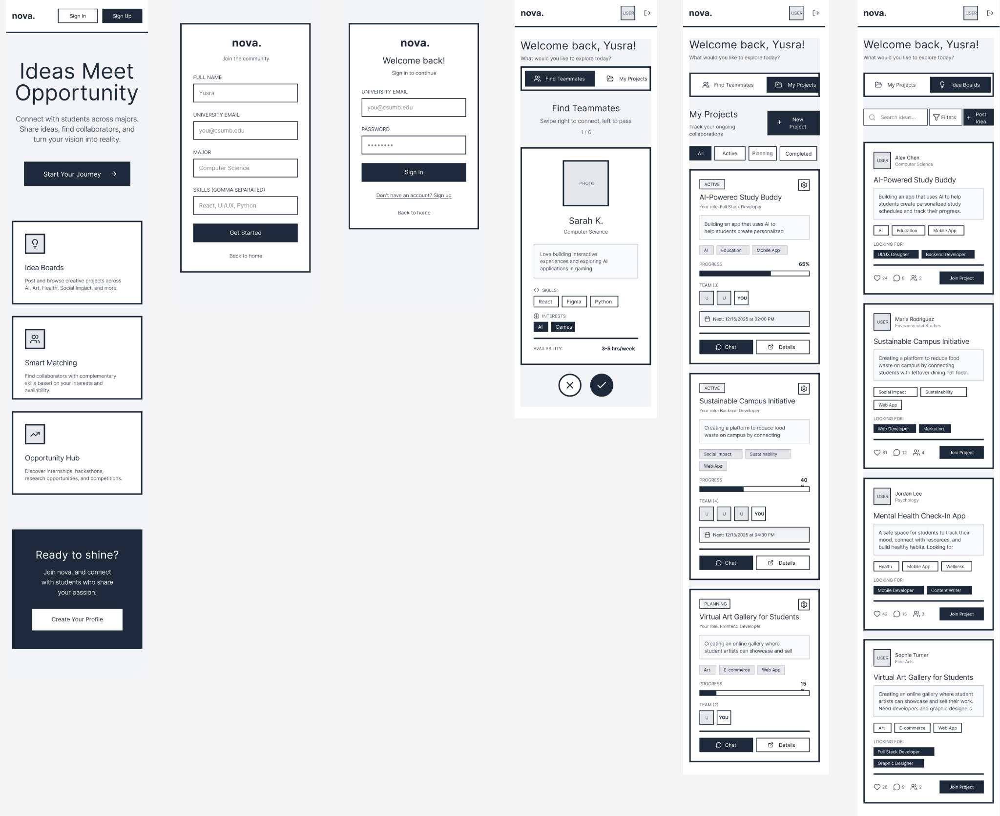 nova.
Sign In
Sign Up
Ideas Meet
Opportunity
Connect with students across majors.
Share ideas, find collaborators, and
turn your vision into reality.
Start Your Journey
Idea Boards
Post and browse creative projects across
AI, Art, Health, Social Impact, and more.
Smart Matching
Find collaborators with complementary
skills based on your interests and
availability.
Opportunity Hub
Discover internships, hackathons,
research opportunities, and competitions.
Ready to shine?
Join nova. and connect
with students who share
your passion.
Create Your Profile
nova.
Join the community
FULL NAME
Yusra
UNIVERSITY EMAIL
you@csumb.edu
MAJOR
Computer Science
SKILLS (COMMA SEPARATED)
React, UI/UX, Python
Get Started
Back to home
nova.
Welcome back!
Sign in to continue
UNIVERSITY EMAIL
you@csumb.edu
PASSWORD
••••••••
Sign In
Don't have an account? Sign up
Back to home
nova.
USER
Welcome back, Yusra!
What would you like to explore today?
Find Teammates
My Projects
Find Teammates
Swipe right to connect, left to pass
1 / 6
PHOTO
Sarah K.
Computer Science
Love building interactive
experiences and exploring AI
applications in gaming.
SKILLS:
React
Figma
Python
INTERESTS:
AI
Games
AVAILABILITY:
3-5 hrs/week
nova.
USER
Welcome back, Yusra!
What would you like to explore today?
Find Teammates
My Projects
My Projects
Track your ongoing
collaborations
+ New
Project
All
Active
Planning
Completed
ACTIVE
AI-Powered Study Buddy
Your role: Full Stack Developer
Building an app that uses AI to
help students create personalized
AI
Education
Mobile App
PROGRESS
65%
TEAM (3)
U
U
YOU
Next: 12/15/2025 at 02:00 PM
Chat
Details
ACTIVE
Sustainable Campus Initiative
Your role: Backend Developer
Creating a platform to reduce food
waste on campus by connecting
Social Impact
Sustainability
Web App
PROGRESS
40
%
TEAM (4)
U
U
U
YOU
Next: 12/18/2025 at 04:30 PM
Chat
Details
PLANNING
Virtual Art Gallery for Students
Your role: Frontend Developer
Creating an online gallery where
student artists can showcase and sell
Art
E-commerce
Web App
PROGRESS
15
%
TEAM (2)
U
YOU
Chat
Details
nova.
USER
Welcome back, Yusra!
What would you like to explore today?
My Projects
Idea Boards
Search ideas...
Filters
+ Post
Idea
USER
Alex Chen
Computer Science
AI-Powered Study Buddy
Building an app that uses AI to help
students create personalized study
schedules and track their progress.
AI
Education
Mobile App
LOOKING FOR:
UI/UX Designer
Backend Developer
24
8
2
Join Project
USER
Maria Rodriguez
Environmental Studies
Sustainable Campus Initiative
Creating a platform to reduce food
waste on campus by connecting
students with leftover dining hall food.
Social Impact
Sustainability
Web App
LOOKING FOR:
Web Developer
Marketing
31
12
4
Join Project
USER
Jordan Lee
Psychology
Mental Health Check-In App
A safe space for students to track their
mood, connect with resources, and
build healthy habits. Looking for
Health
Mobile App
Wellness
LOOKING FOR:
Mobile Developer
Content Writer
42
15
3
Join Project
USER
Sophie Turner
Fine Arts
Virtual Art Gallery for Students
Creating an online gallery where student
artists can showcase and sell their work.
Need developers and graphic designers
Art
E-commerce
Web App
LOOKING FOR:
Full Stack Developer
Graphic Designer
28
9
2
Join Project